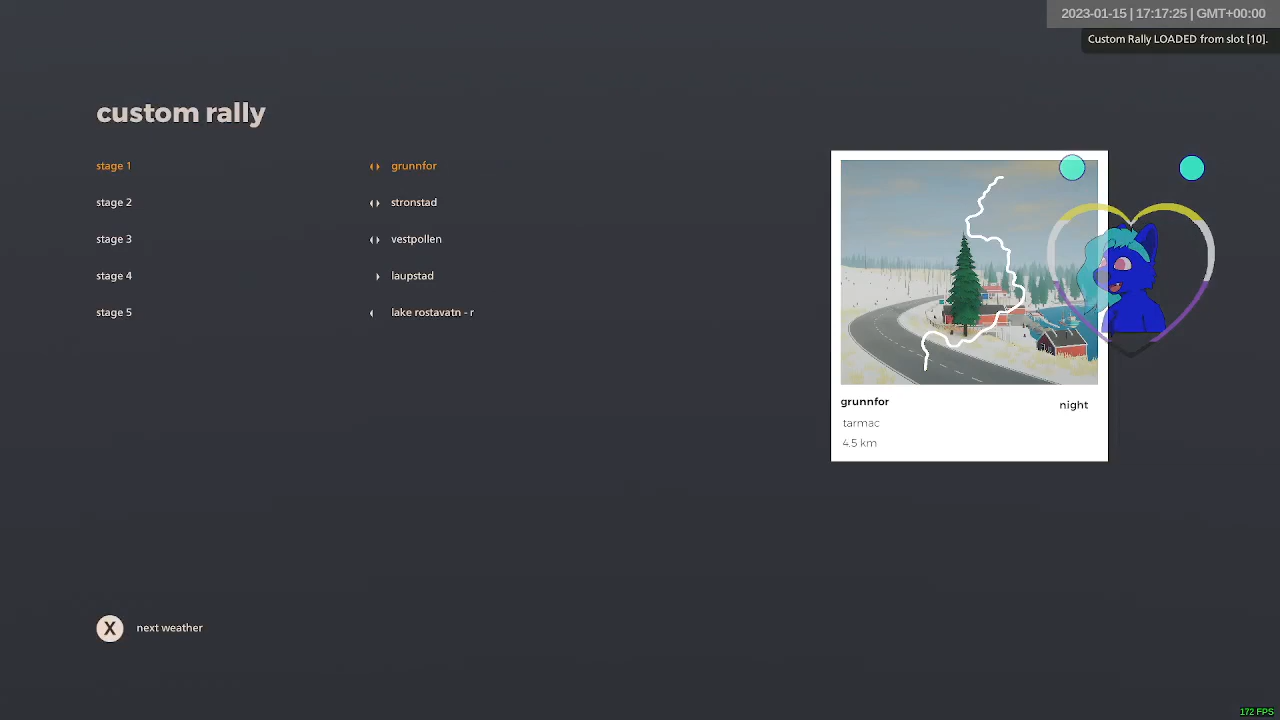 2023-01-15 | 17:17:25 | GMT+00:00
Custom Rally LOADED from slot [10].
custom rally
stage 1 grunnfor
stage 2 stronstad
stage 3 vestpollen
stage 4 laupstad
stage 5 lake rostavatn - r
grunnfor night
tarmac
4.5 km
X next weather
172 FPS